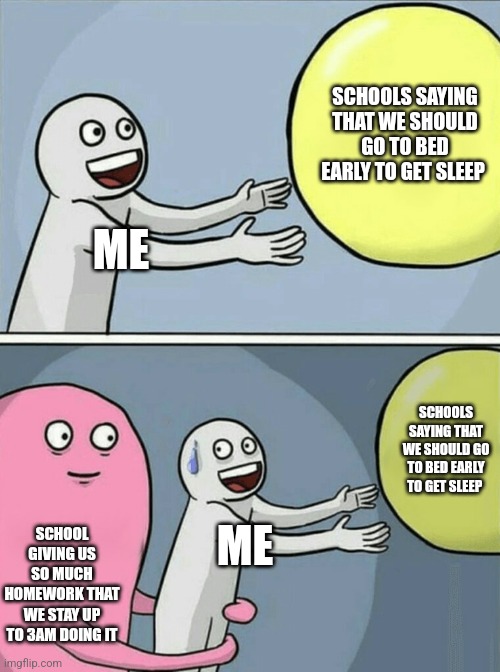 SCHOOLS SAYING
THAT WE SHOULD
GO TO BED
EARLY TO GET SLEEP
ME
SCHOOLS
SAYING THAT
WE SHOULD GO
TO BED EARLY
TO GET SLEEP
ME
SCHOOL
GIVING US
SO MUCH
HOMEWORK THAT
WE STAY UP
TO 3AM DOING IT
imgflip.com